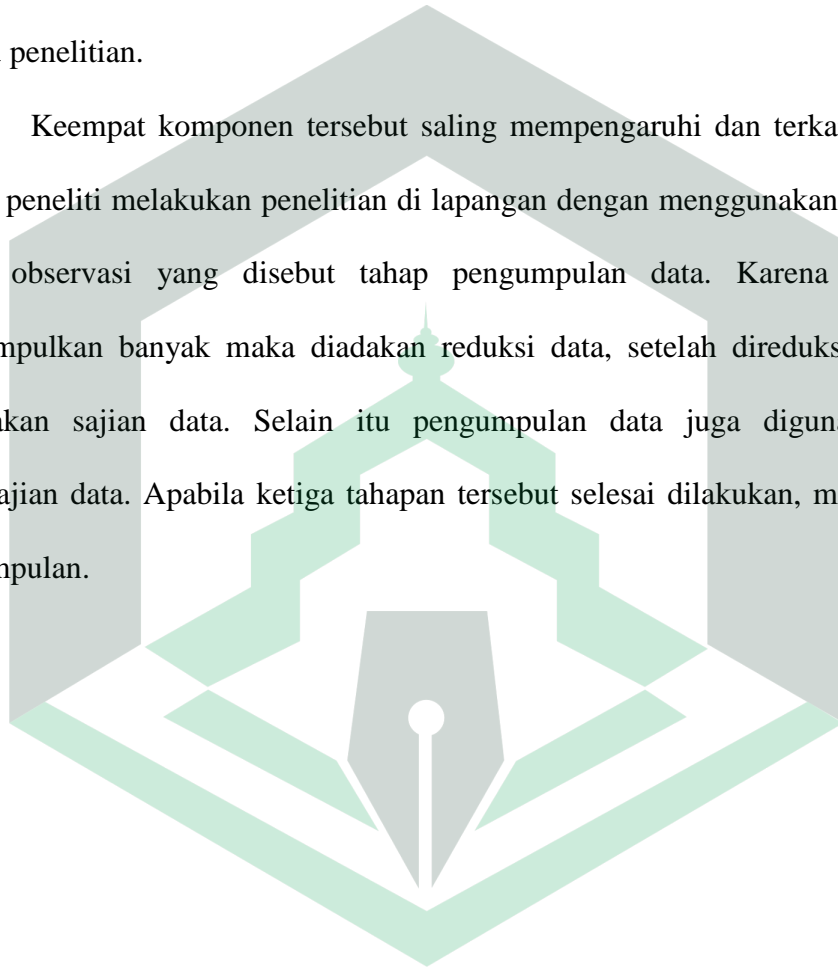 penelitian.
Keempat komponen tersebut saling mempengaruhi dan terka
peneliti melakukan penelitian di lapangan dengan menggunakan
observasi yang disebut tahap pengumpulan data. Karena
mpulkan banyak maka diadakan reduksi data, setelah direduks
akan sajian data. Selain itu pengumpulan data juga diguna
ajian data. Apabila ketiga tahapan tersebut selesai dilakukan, m
mpulan.